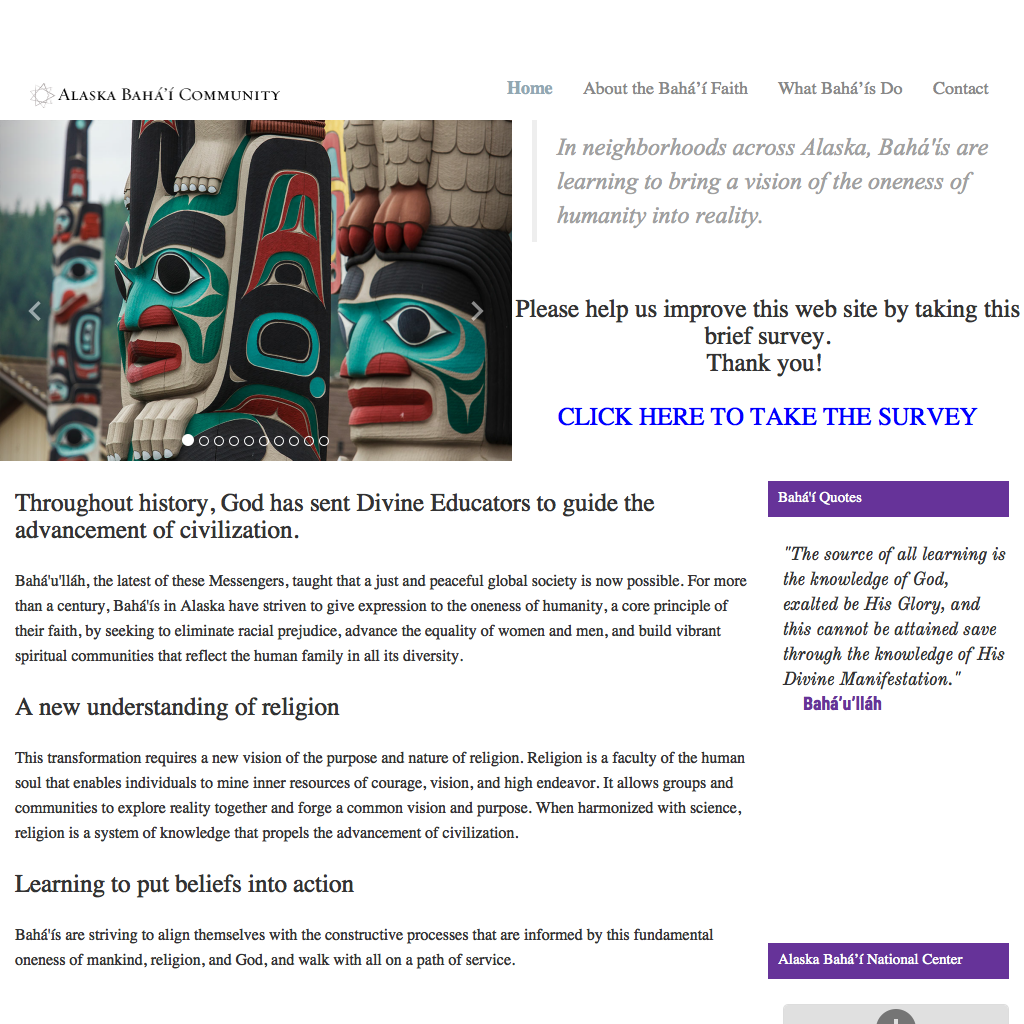 Alaska Bahá'í Community
Home
About the Bahá’í Faith
What Bahá’ís Do
Contact
In neighborhoods across Alaska, Bahá'ís are
learning to bring a vision of the oneness of
humanity into reality.
Please help us improve this web site by taking this
brief survey.
Thank you!
CLICK HERE TO TAKE THE SURVEY
Throughout history, God has sent Divine Educators to guide the
advancement of civilization.
Bahá'u'lláh, the latest of these Messengers, taught that a just and peaceful global society is now possible. For more
than a century, Bahá'ís in Alaska have striven to give expression to the oneness of humanity, a core principle of
their faith, by seeking to eliminate racial prejudice, advance the equality of women and men, and build vibrant
spiritual communities that reflect the human family in all its diversity.
A new understanding of religion
This transformation requires a new vision of the purpose and nature of religion. Religion is a faculty of the human
soul that enables individuals to mine inner resources of courage, vision, and high endeavor. It allows groups and
communities to explore reality together and forge a common vision and purpose. When harmonized with science,
religion is a system of knowledge that propels the advancement of civilization.
Learning to put beliefs into action
Bahá'ís are striving to align themselves with the constructive processes that are informed by this fundamental
oneness of mankind, religion, and God, and walk with all on a path of service.
Bahá'í Quotes
"The source of all learning is
the knowledge of God,
exalted be His Glory, and
this cannot be attained save
through the knowledge of His
Divine Manifestation."
Bahá’u’lláh
Alaska Bahá’í National Center